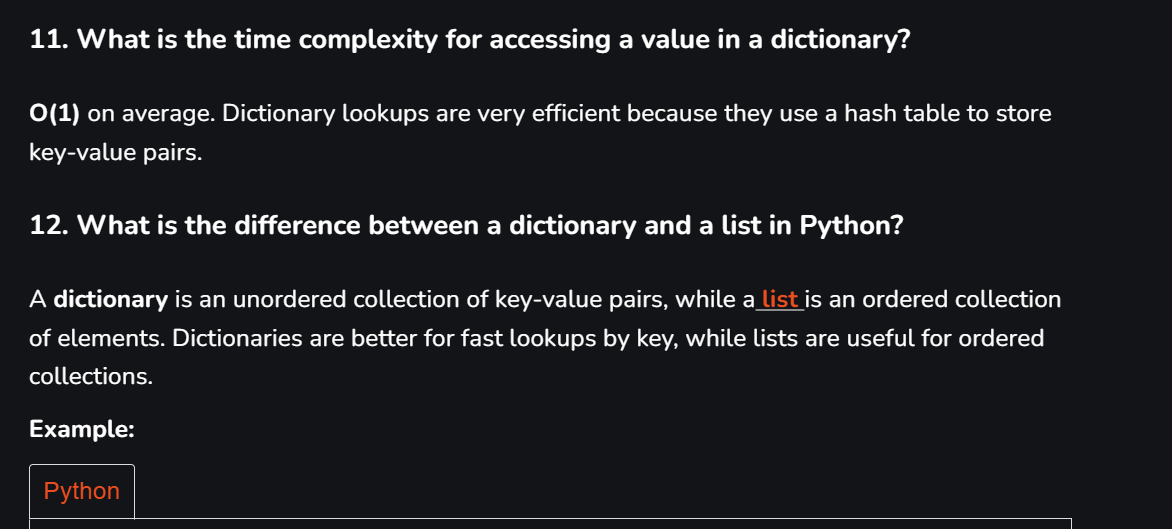 11. What is the time complexity for accessing a value in a dictionary?
O(1) on average. Dictionary lookups are very efficient because they use a hash table to store
key-value pairs.
12. What is the difference between a dictionary and a list in Python?
A dictionary is an unordered collection of key-value pairs, while a list is an ordered collection
of elements. Dictionaries are better for fast lookups by key, while lists are useful for ordered
collections.
Example:
Python